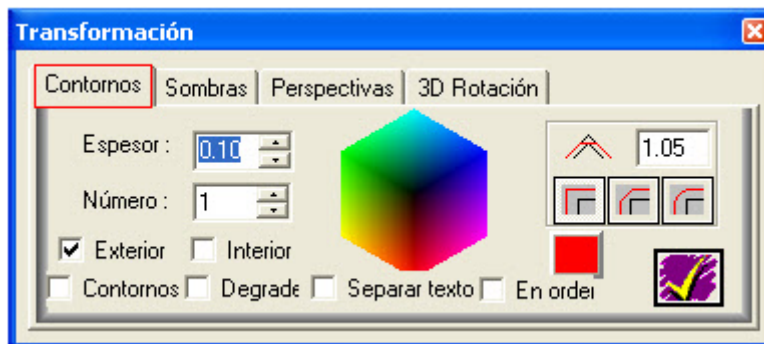 Transformación
Contornos Sombras Perspectivas 3D Rotación
Espesor : 0.10 1.05
Número : 1
Exterior Interior
Contornos Degrade Separar texto En order